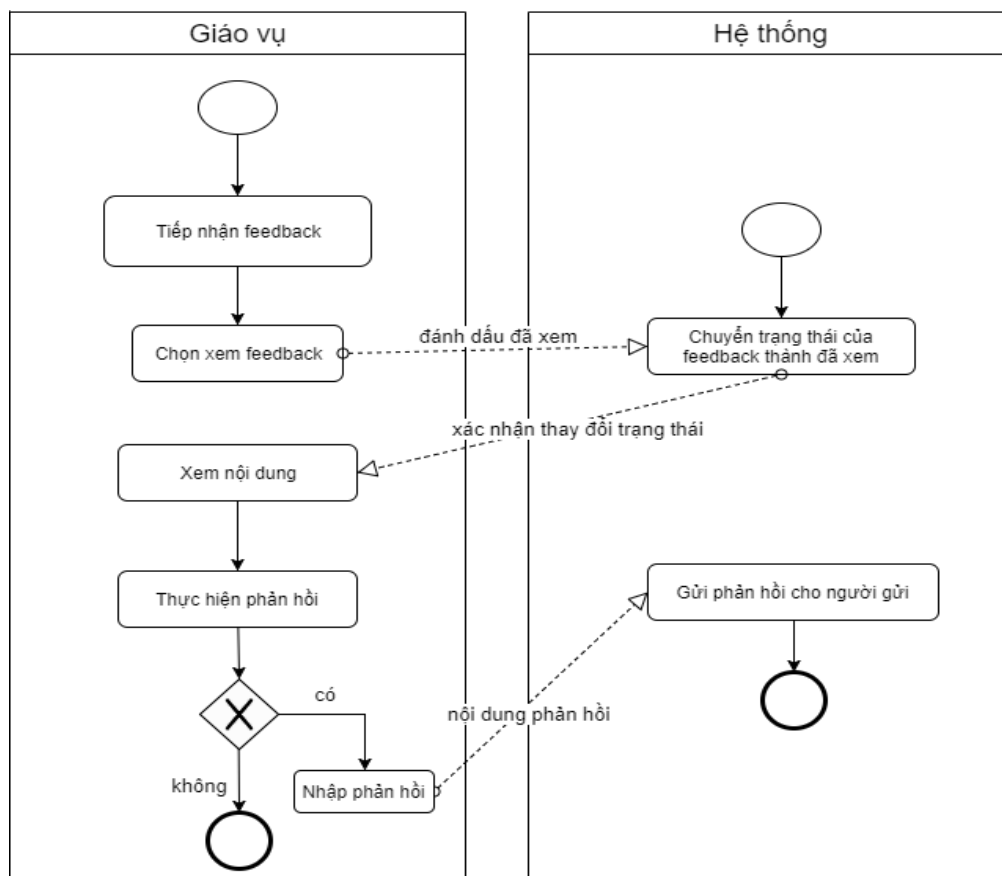 Giáo vụ
Hệ thống
Tiếp nhận feedback
Chọn xem feedback
đánh dấu đã xem
Chuyển trạng thái của
feedback thành đã xem
xác nhận thay đổi trạng thái
Xem nội dung
Thực hiện phản hồi
Gửi phản hồi cho người gửi
có
nội dung phản hồi
không
Nhập phản hồi